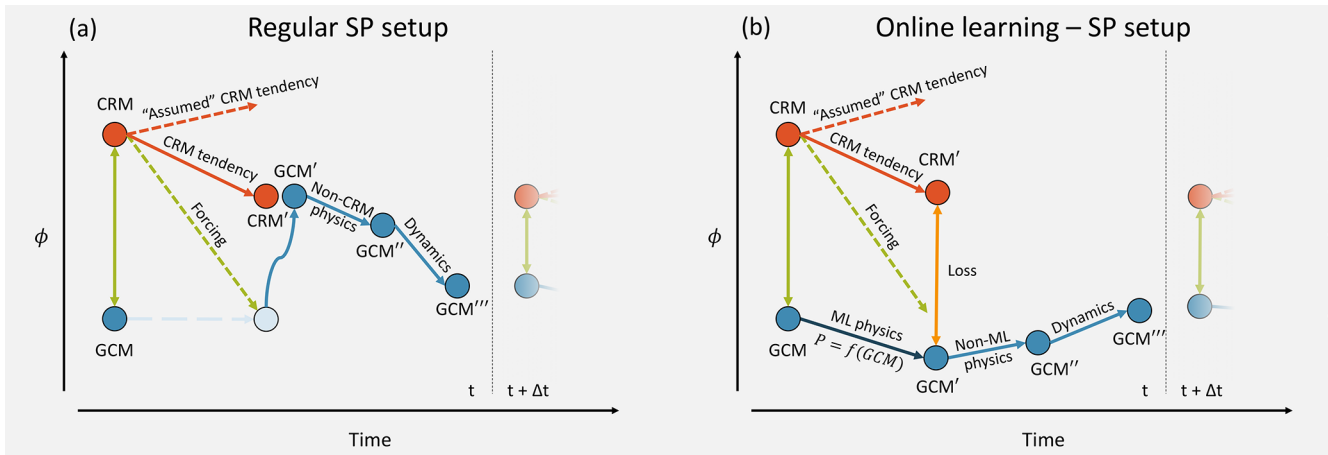 (a)
Regular SP setup
CRM
"Assumed" CRM tendency
CRM tendency
Forcing
GCM′
CRM′
Non-CRM
physics
GCM′′
Dynamics
GCM′′′
GCM
ϕ
t
t + Δt
Time
(b)
Online learning – SP setup
CRM
"Assumed" CRM tendency
CRM tendency
CRM′
Forcing
Loss
ϕ
GCM
ML physics
P = f(GCM)
GCM′
Non-ML
physics
GCM′′
Dynamics
GCM′′′
t
t + Δt
Time